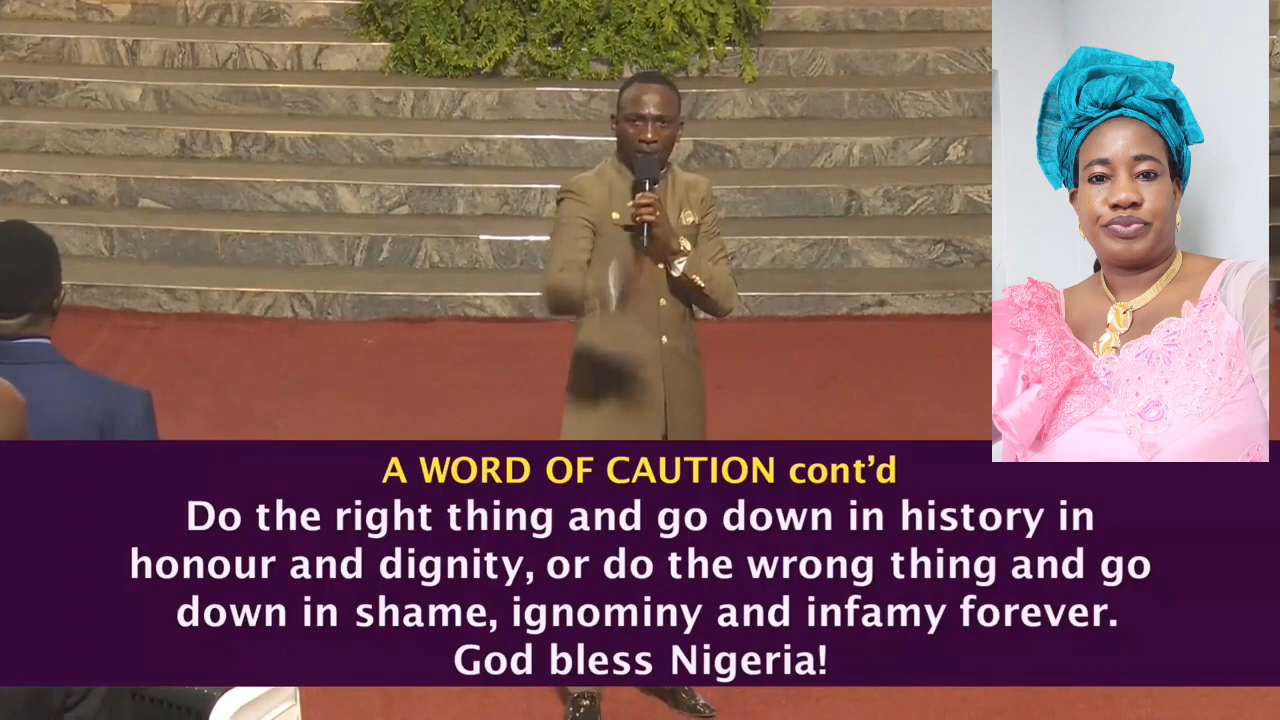 A WORD OF CAUTION cont’d
Do the right thing and go down in history in
honour and dignity, or do the wrong thing and go
down in shame, ignominy and infamy forever.
God bless Nigeria!